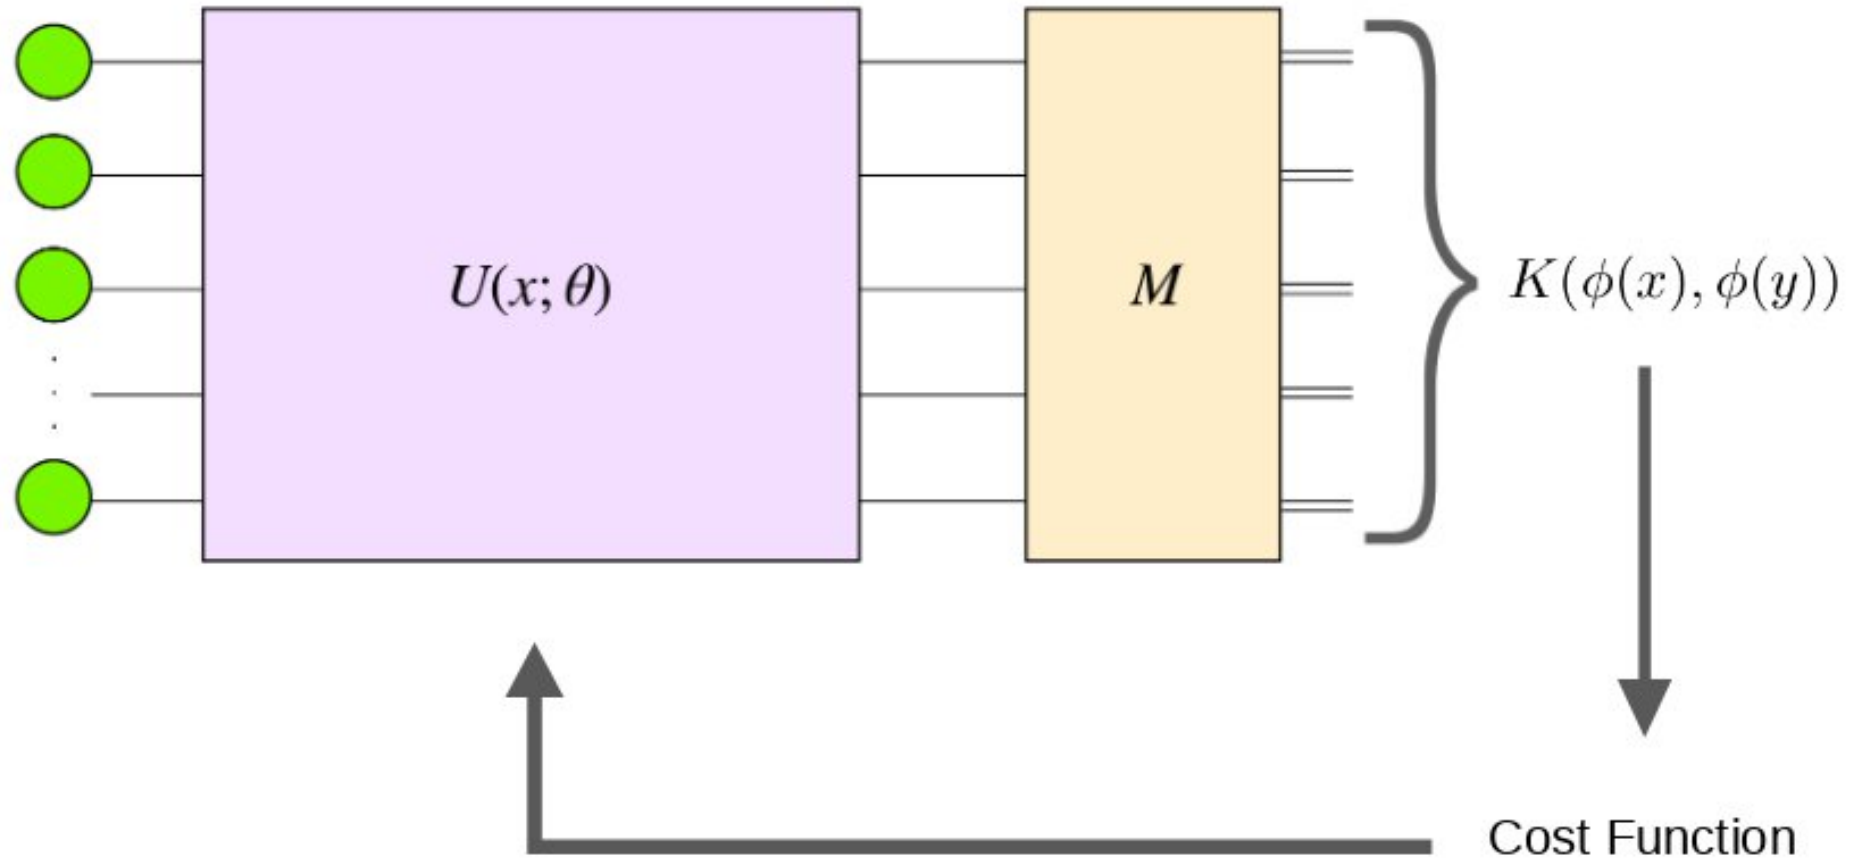 U(x; θ)
M
K(ϕ(x), ϕ(y))
Cost Function